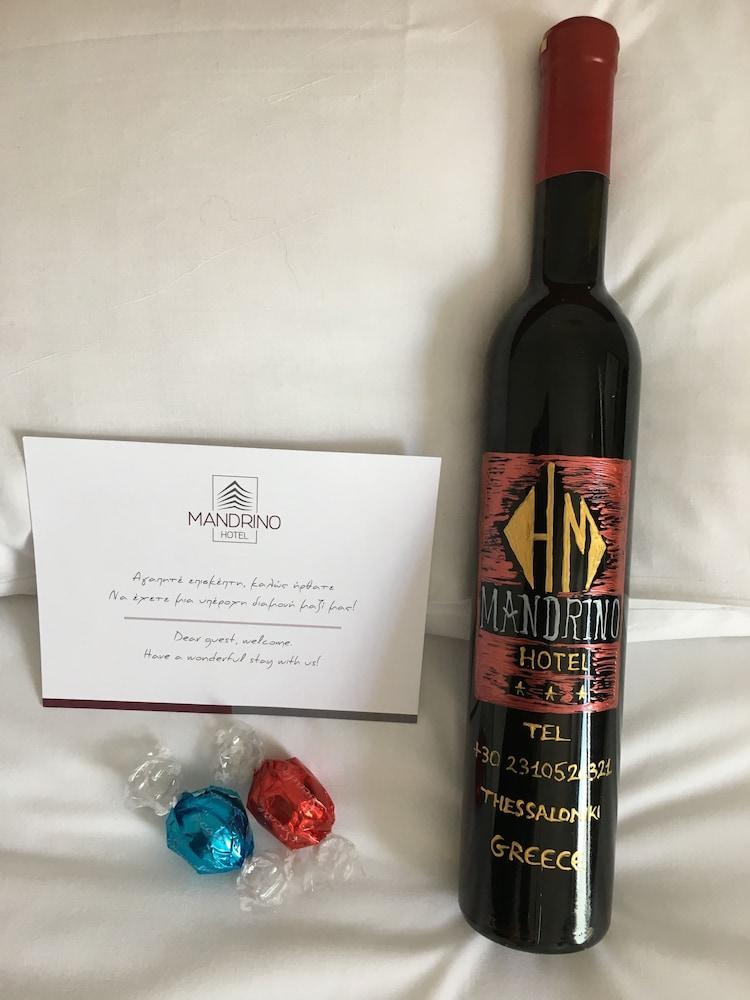 MANDRINO
HOTEL
Αγαπητέ επισκέπτη, καλώς ήρθατε
Να έχετε μια υπέροχη διαμονή μαζί μας!
Dear guest, welcome.
Have a wonderful stay with us!
HM
MANDRINO
HOTEL
TEL
+30 2310526321
THESSALONIKI
GREECE